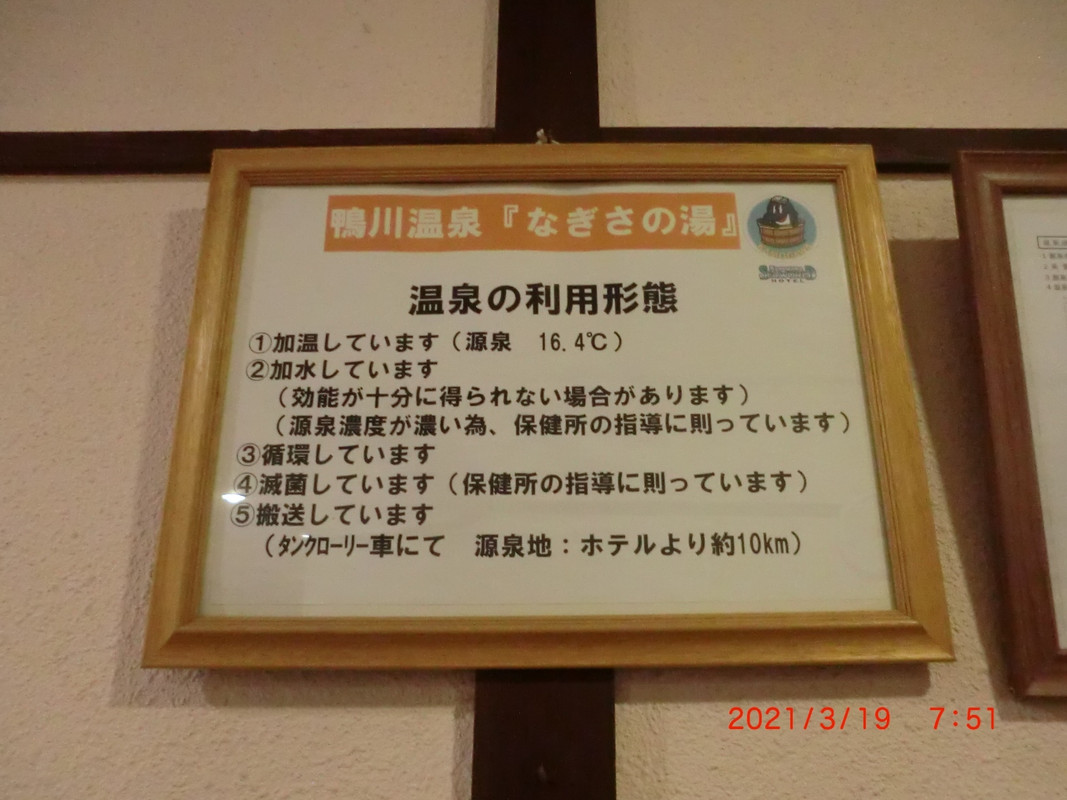 鴨川温泉『なぎさの湯』
HOTEL
温泉の利用形態
①加温しています（源泉　16.4℃）
②加水しています
（効能が十分に得られない場合があります）
（源泉濃度が濃い為、保健所の指導に則っています）
③循環しています
④滅菌しています（保健所の指導に則っています）
⑤搬送しています
（ﾀﾝｸﾛｰﾘｰ車にて　源泉地：ホテルより約10km）
2021/3/19 7:51